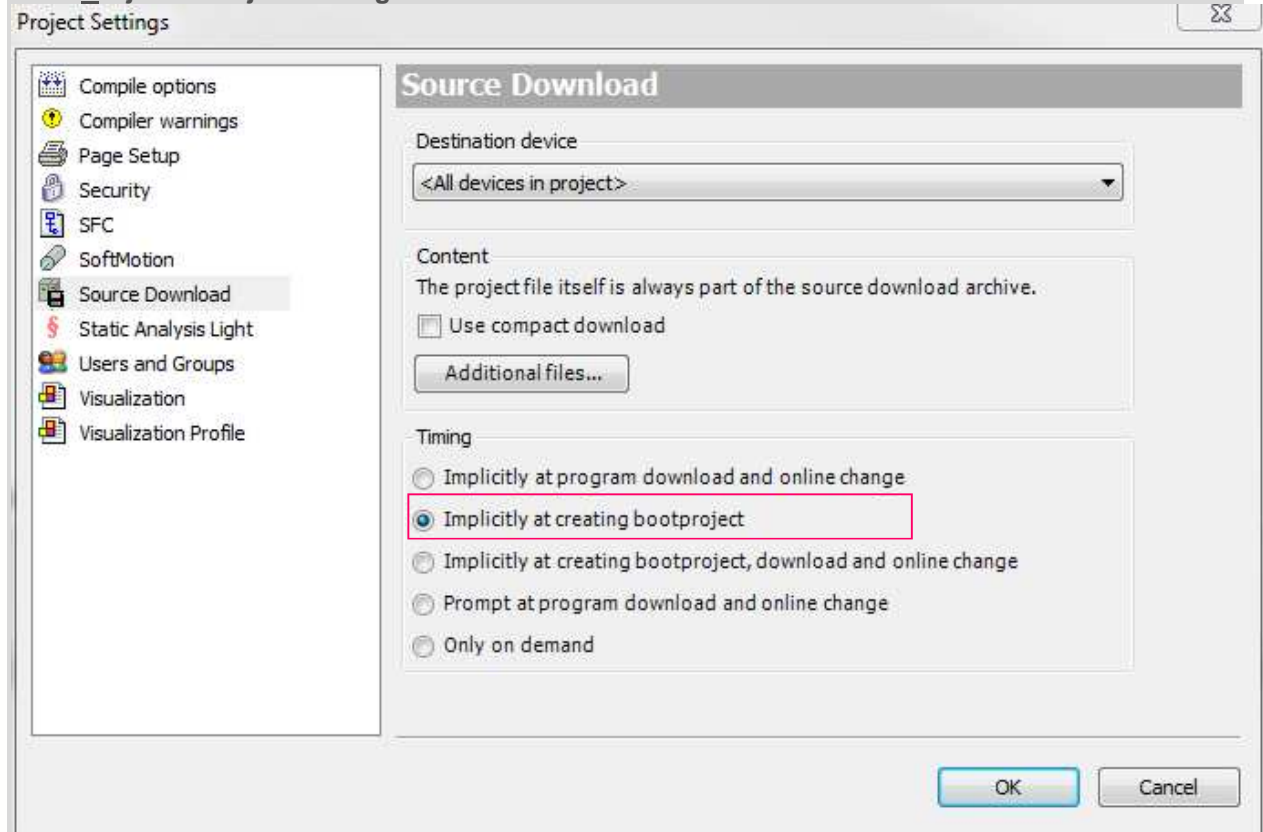 Project Settings
Compile options
Compiler warnings
Page Setup
Security
SFC
SoftMotion
Source Download
Static Analysis Light
Users and Groups
Visualization
Visualization Profile
Source Download
Destination device
<All devices in project>
Content
The project file itself is always part of the source download archive.
Use compact download
Additional files...
Timing
Implicitly at program download and online change
Implicitly at creating bootproject
Implicitly at creating bootproject, download and online change
Prompt at program download and online change
Only on demand
OK
Cancel